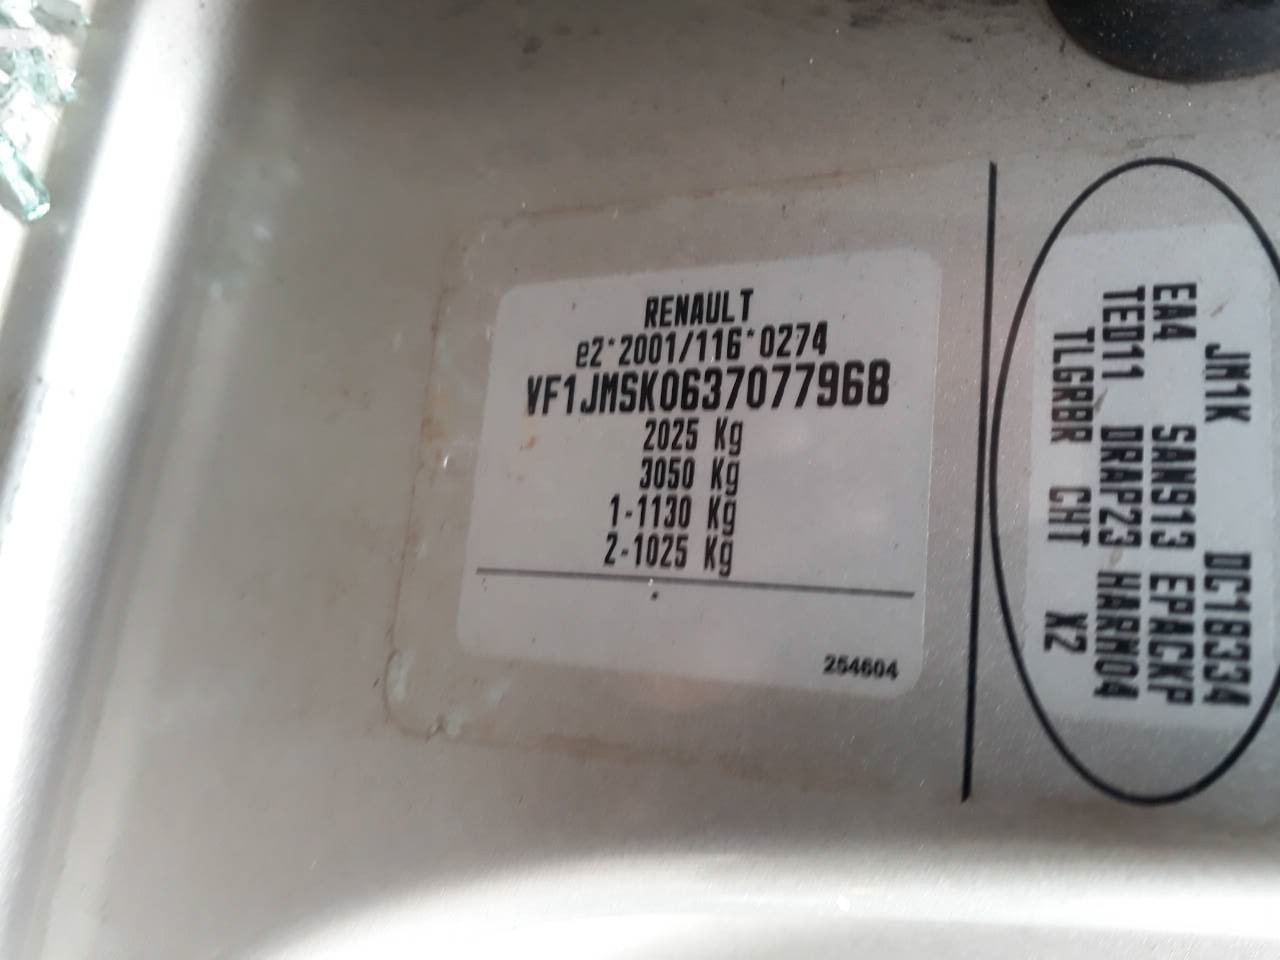 RENAULT
e2*2001/116*0274
VF1JMSK0637077968
2025 Kg
3050 Kg
1-1130 Kg
2-1025 Kg
254604
JM1K DC18334
EA4 SAN913 EPACKP
TED11 DRAP23 HARM04
TLGRBR CHT X2